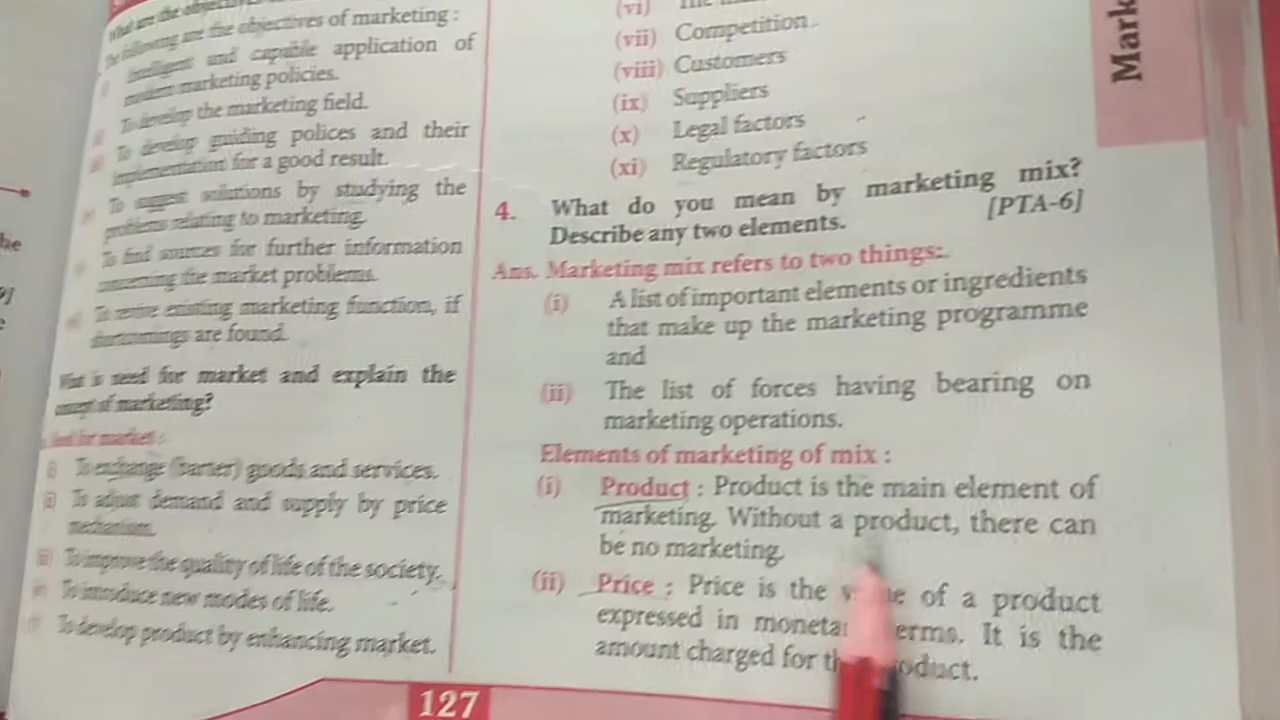 What are the objectives
The following are the objectives of marketing :
Intelligent and capable application of
modern marketing policies.
To develop the marketing field.
To develop guiding polices and their
implementation for a good result.
To suggest solutions by studying the
problems relating to marketing.
To find sources for further information
concerning the market problems.
To revive existing marketing function, if
shortcomings are found.
What is need for market and explain the
concept of marketing?
Need for market :
(i) To exchange (barter) goods and services.
(ii) To adjust demand and supply by price
mechanism.
(iii) To improve the quality of life of the society.
(iv) To introduce new modes of life.
(v) To develop product by enhancing market.
127
(vi)
(vii) Competition
(viii) Customers
(ix) Suppliers
(x) Legal factors
(xi) Regulatory factors
4. What do you mean by marketing mix?
Describe any two elements. [PTA-6]
Ans. Marketing mix refers to two things:
(i) A list of important elements or ingredients
that make up the marketing programme
and
(ii) The list of forces having bearing on
marketing operations.
Elements of marketing of mix :
(i) Product : Product is the main element of
marketing. Without a product, there can
be no marketing.
(ii) Price : Price is the of a product
expressed in It is the
amount charged for
Mark